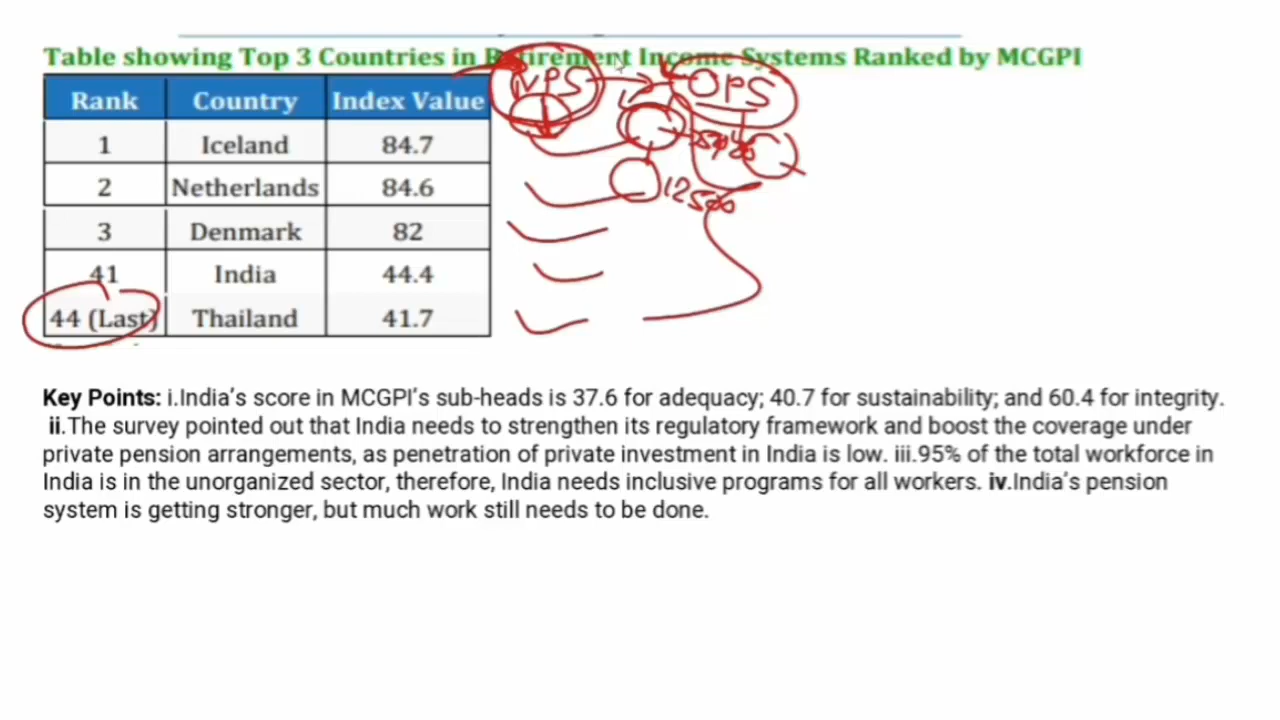 Table showing Top 3 Countries in Retirement Income Systems Ranked by MCGPI
Rank Country Index Value
1 Iceland 84.7
2 Netherlands 84.6
3 Denmark 82
41 India 44.4
44 (Last) Thailand 41.7
NPS OPS
12500
Key Points: i.India's score in MCGPI's sub-heads is 37.6 for adequacy; 40.7 for sustainability; and 60.4 for integrity.
ii.The survey pointed out that India needs to strengthen its regulatory framework and boost the coverage under
private pension arrangements, as penetration of private investment in India is low. iii.95% of the total workforce in
India is in the unorganized sector, therefore, India needs inclusive programs for all workers. iv.India's pension
system is getting stronger, but much work still needs to be done.